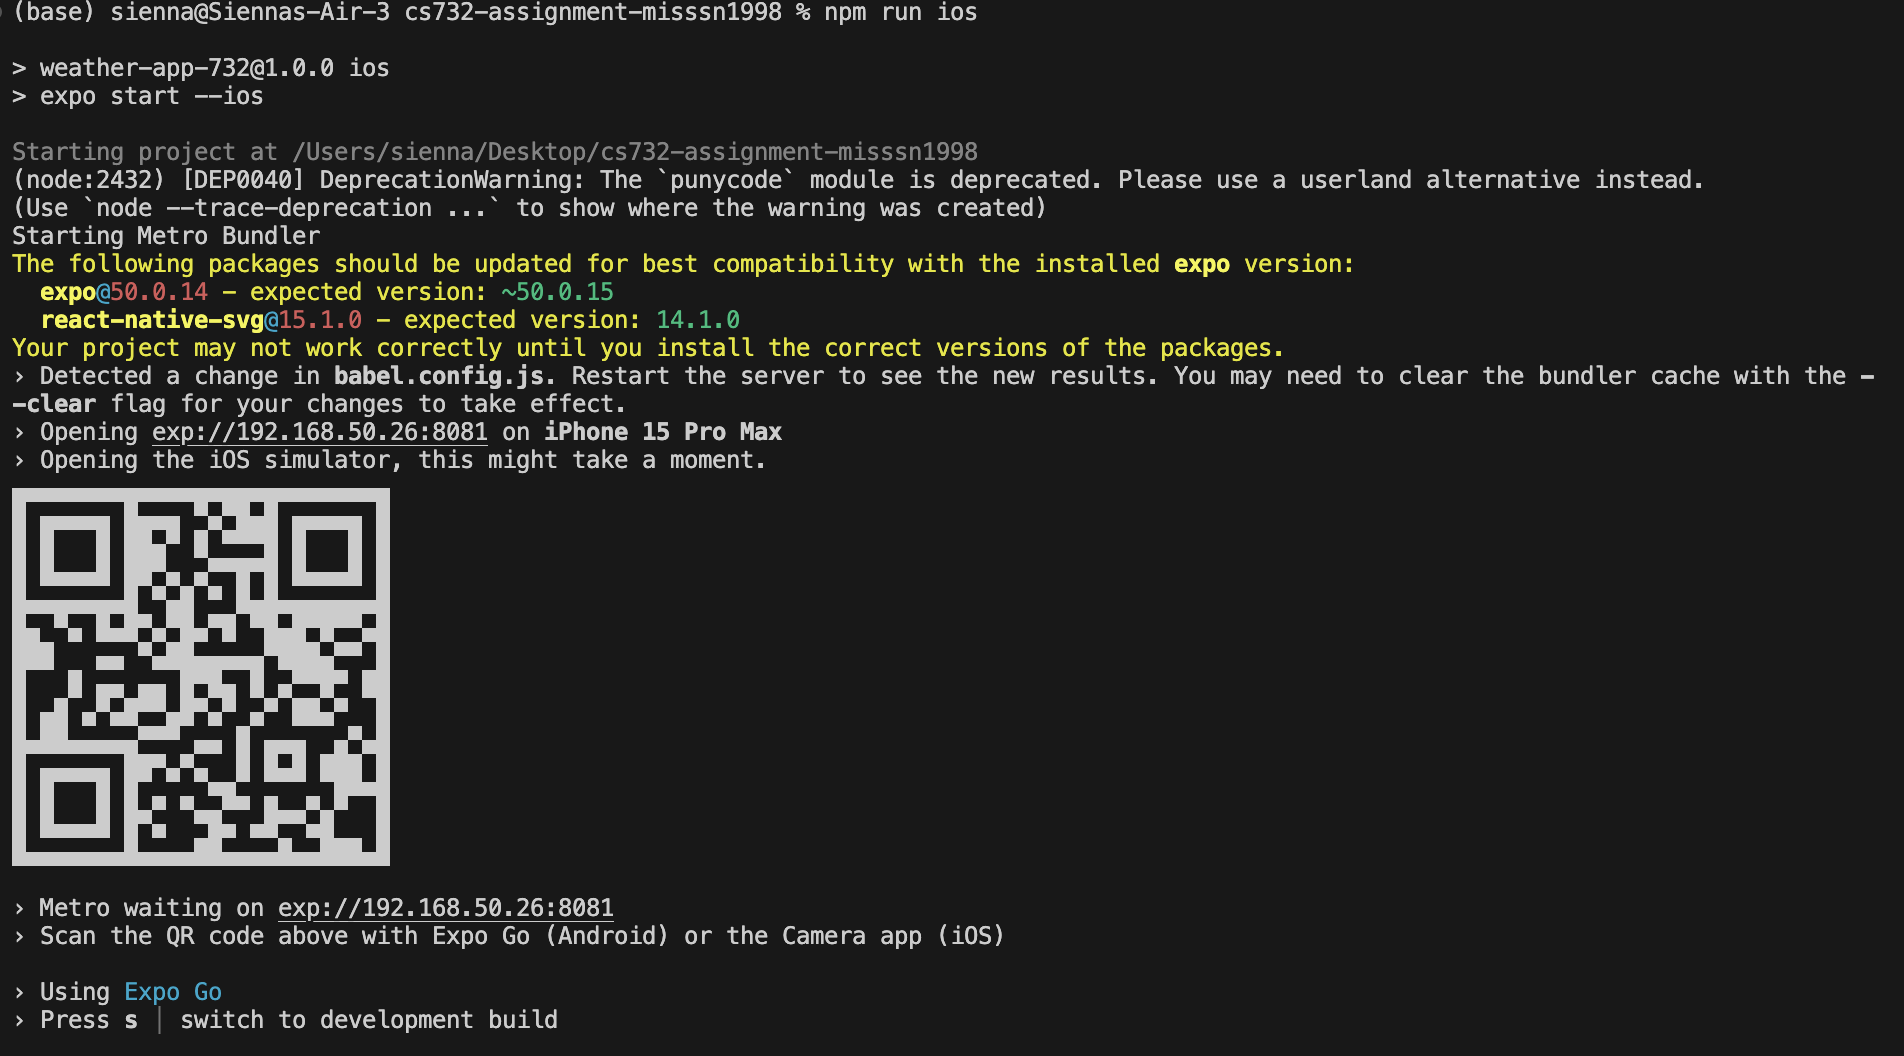 (base) sienna@Siennas-Air-3 cs732-assignment-misssn1998 % npm run ios
> weather-app-732@1.0.0 ios
> expo start --ios
Starting project at /Users/sienna/Desktop/cs732-assignment-misssn1998
(node:2432) [DEP0040] DeprecationWarning: The `punycode` module is deprecated. Please use a userland alternative instead.
(Use `node --trace-deprecation ...` to show where the warning was created)
Starting Metro Bundler
The following packages should be updated for best compatibility with the installed expo version:
expo@50.0.14 - expected version: ~50.0.15
react-native-svg@15.1.0 - expected version: 14.1.0
Your project may not work correctly until you install the correct versions of the packages.
› Detected a change in babel.config.js. Restart the server to see the new results. You may need to clear the bundler cache with the -
-clear flag for your changes to take effect.
› Opening exp://192.168.50.26:8081 on iPhone 15 Pro Max
› Opening the iOS simulator, this might take a moment.
› Metro waiting on exp://192.168.50.26:8081
› Scan the QR code above with Expo Go (Android) or the Camera app (iOS)
› Using Expo Go
› Press s │ switch to development build